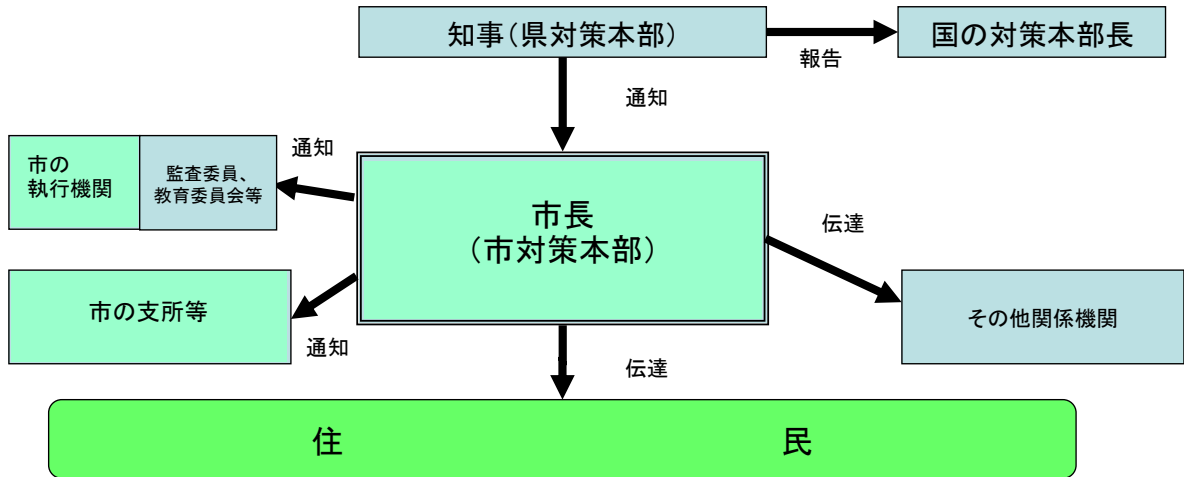 知事（県対策本部）
国の対策本部長
報告
通知
市の
執行機関
監査委員、
教育委員会等
通知
市長
（市対策本部）
伝達
市の支所等
通知
その他関係機関
伝達
住　民